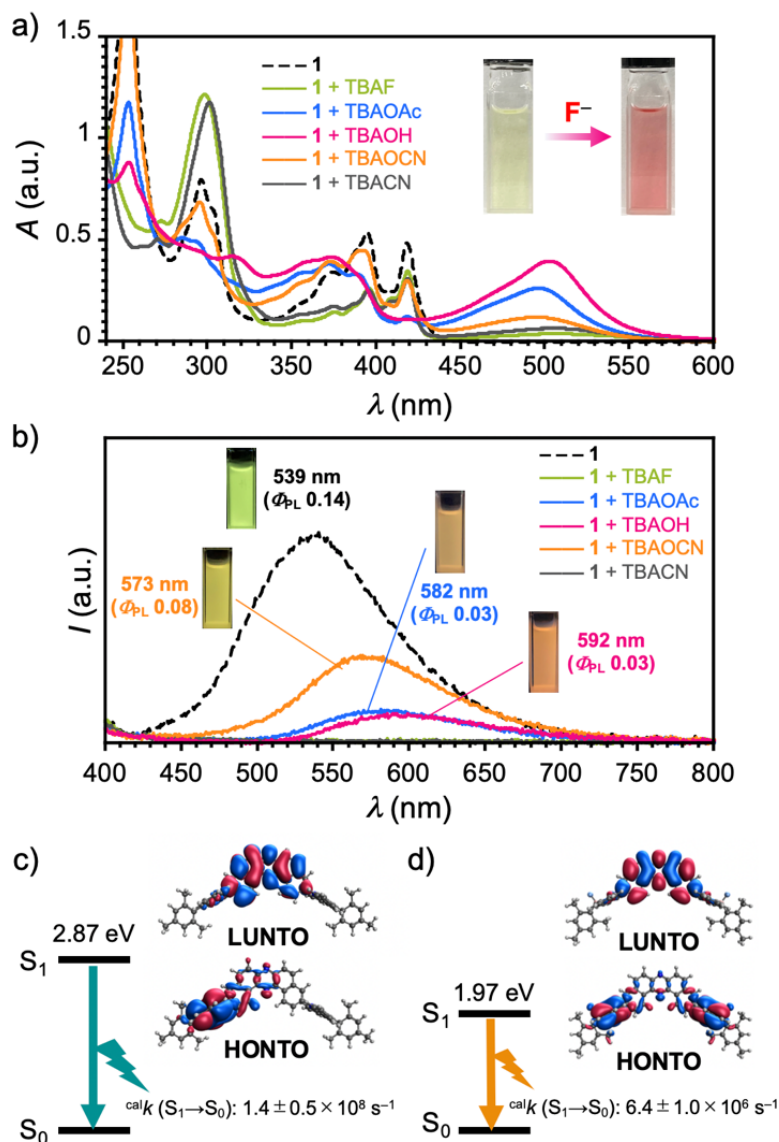 a)
1.5
1
0.5
0
A (a.u.)
1
1 + TBAF
1 + TBAOAc
1 + TBAOH
1 + TBAOCN
1 + TBACN
F⁻
250 300 350 400 450 500 550 600
λ (nm)
b)
I (a.u.)
539 nm
(Φ_PL 0.14)
573 nm
(Φ_PL 0.08)
582 nm
(Φ_PL 0.03)
592 nm
(Φ_PL 0.03)
1
1 + TBAF
1 + TBAOAc
1 + TBAOH
1 + TBAOCN
1 + TBACN
400 450 500 550 600 650 700 750 800
λ (nm)
c)
2.87 eV
S₁
LUNTO
HONTO
ᶜᵃˡk (S₁→S₀): 1.4 ± 0.5 × 10⁸ s⁻¹
S₀
d)
1.97 eV
S₁
LUNTO
HONTO
ᶜᵃˡk (S₁→S₀): 6.4 ± 1.0 × 10⁶ s⁻¹
S₀